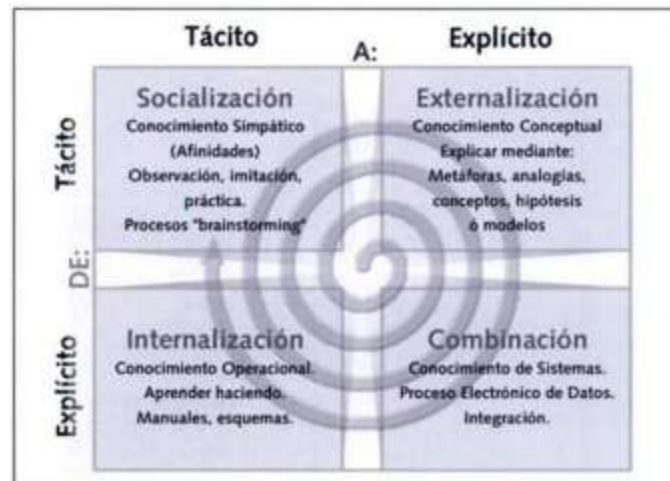 Tácito
A:
Explícito
Tácito
DE:
Explícito
Socialización
Conocimiento Simpático
(Afinidades)
Observación, imitación,
práctica.
Procesos "brainstorming"
Externalización
Conocimiento Conceptual
Explicar mediante:
Metáforas, analogías,
conceptos, hipótesis
ó modelos
Internalización
Conocimiento Operacional.
Aprender haciendo.
Manuales, esquemas.
Combinación
Conocimiento de Sistemas.
Proceso Electrónico de Datos.
Integración.